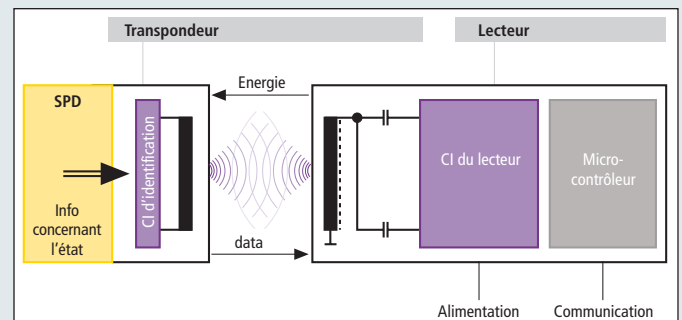 Transpondeur
Lecteur
SPD
Info
concernant
l'état
CI d'identification
Energie
data
CI du lecteur
Micro-
contrôleur
Alimentation
Communication